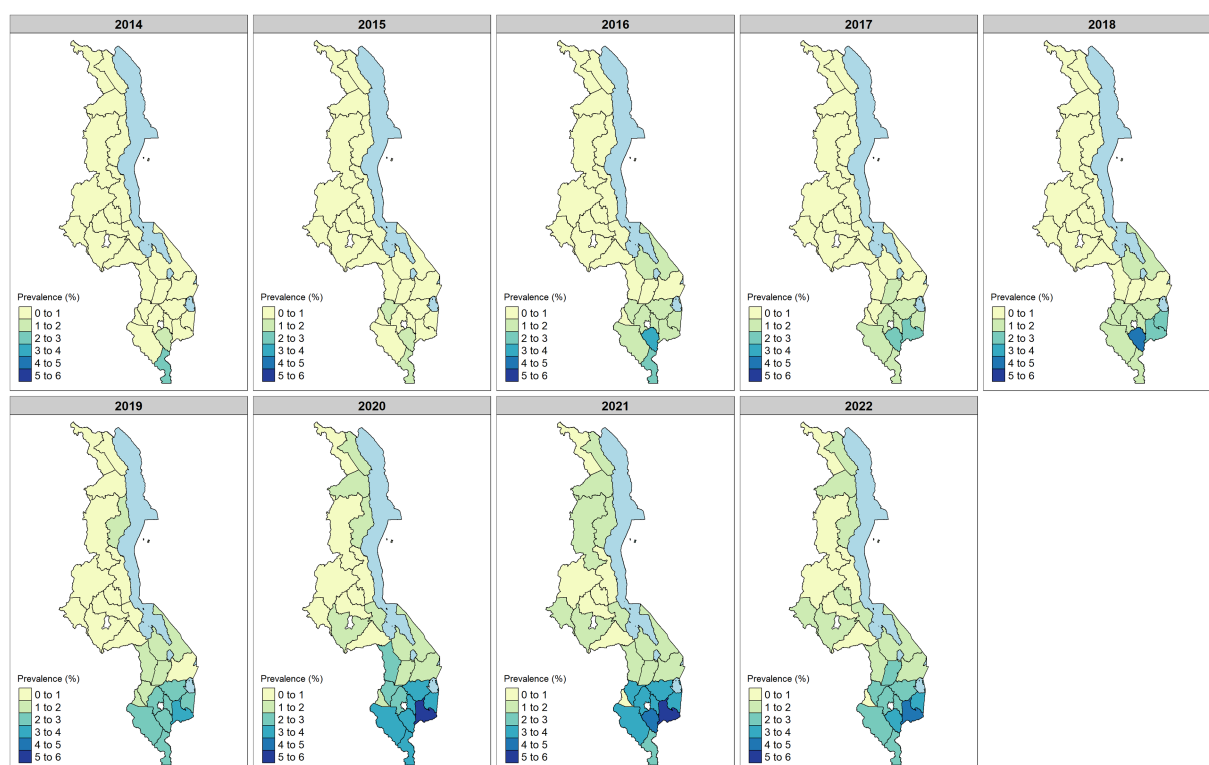 2014
2015
2016
2017
2018
Prevalence (%)
0 to 1
1 to 2
2 to 3
3 to 4
4 to 5
5 to 6
Prevalence (%)
0 to 1
1 to 2
2 to 3
3 to 4
4 to 5
5 to 6
Prevalence (%)
0 to 1
1 to 2
2 to 3
3 to 4
4 to 5
5 to 6
Prevalence (%)
0 to 1
1 to 2
2 to 3
3 to 4
4 to 5
5 to 6
Prevalence (%)
0 to 1
1 to 2
2 to 3
3 to 4
4 to 5
5 to 6
2019
2020
2021
2022
Prevalence (%)
0 to 1
1 to 2
2 to 3
3 to 4
4 to 5
5 to 6
Prevalence (%)
0 to 1
1 to 2
2 to 3
3 to 4
4 to 5
5 to 6
Prevalence (%)
0 to 1
1 to 2
2 to 3
3 to 4
4 to 5
5 to 6
Prevalence (%)
0 to 1
1 to 2
2 to 3
3 to 4
4 to 5
5 to 6